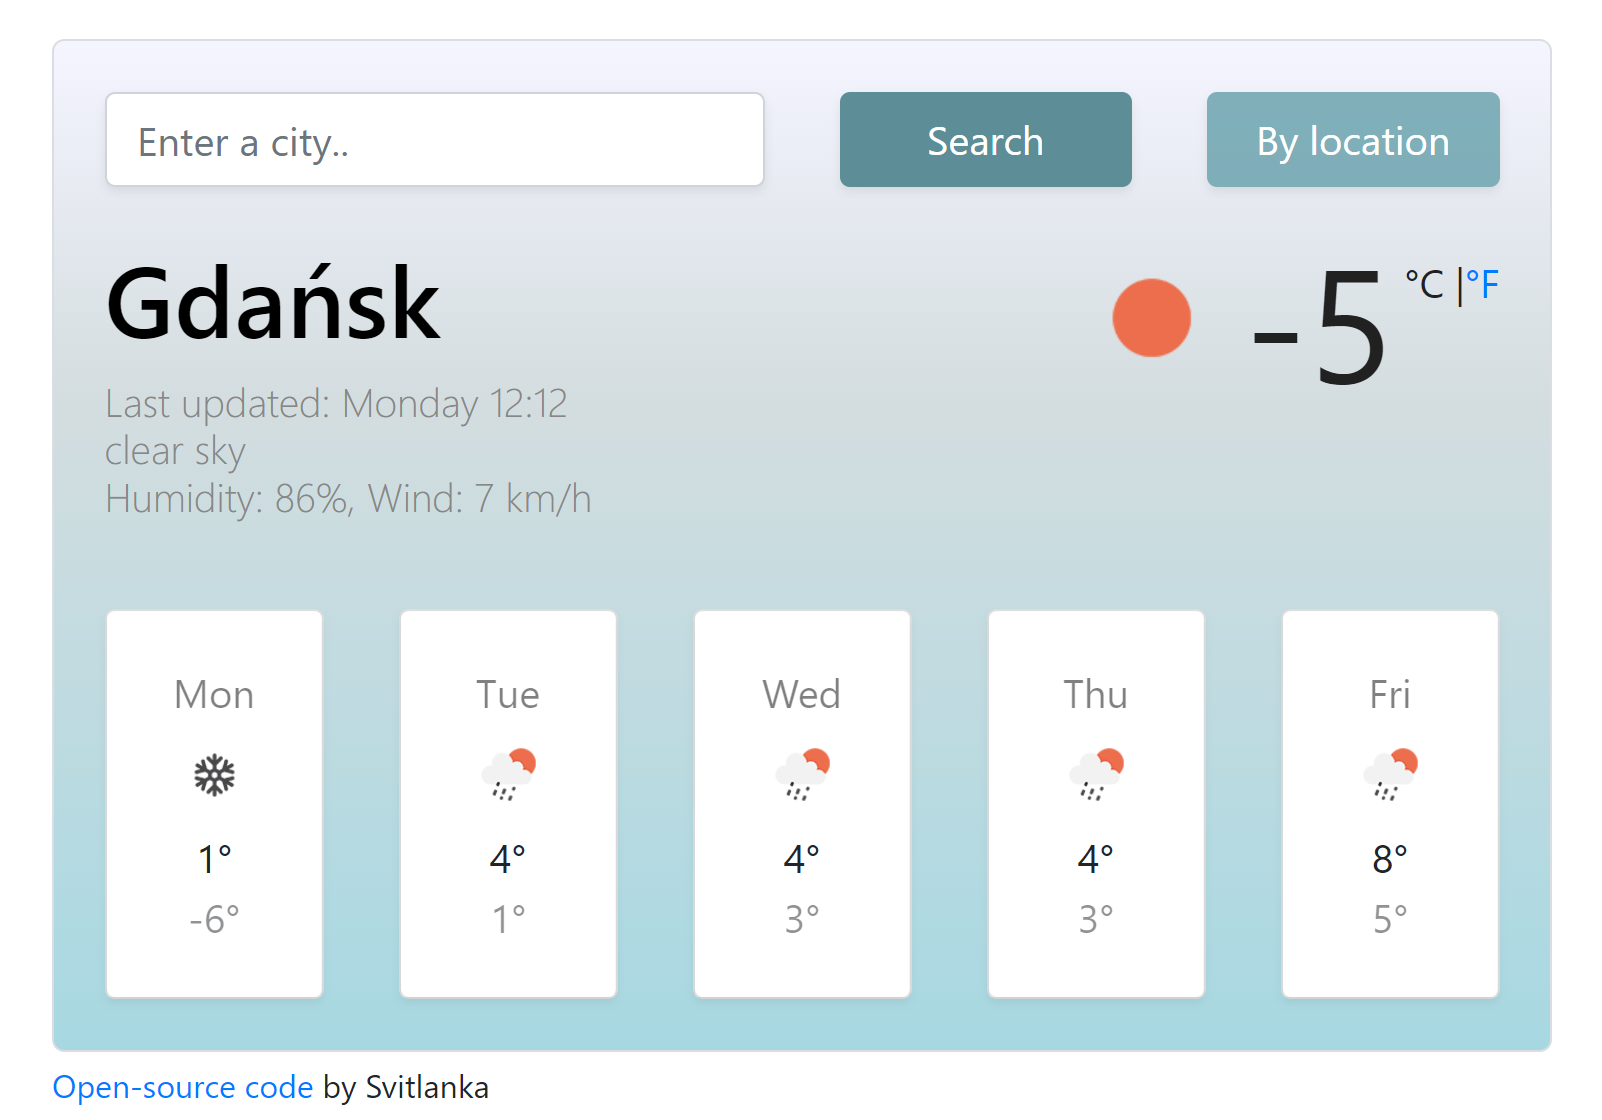 Enter a city..
Search
By location
Gdańsk
-5 °C |°F
Last updated: Monday 12:12
clear sky
Humidity: 86%, Wind: 7 km/h
Mon
1°
-6°
Tue
4°
1°
Wed
4°
3°
Thu
4°
3°
Fri
8°
5°
Open-source code by Svitlanka